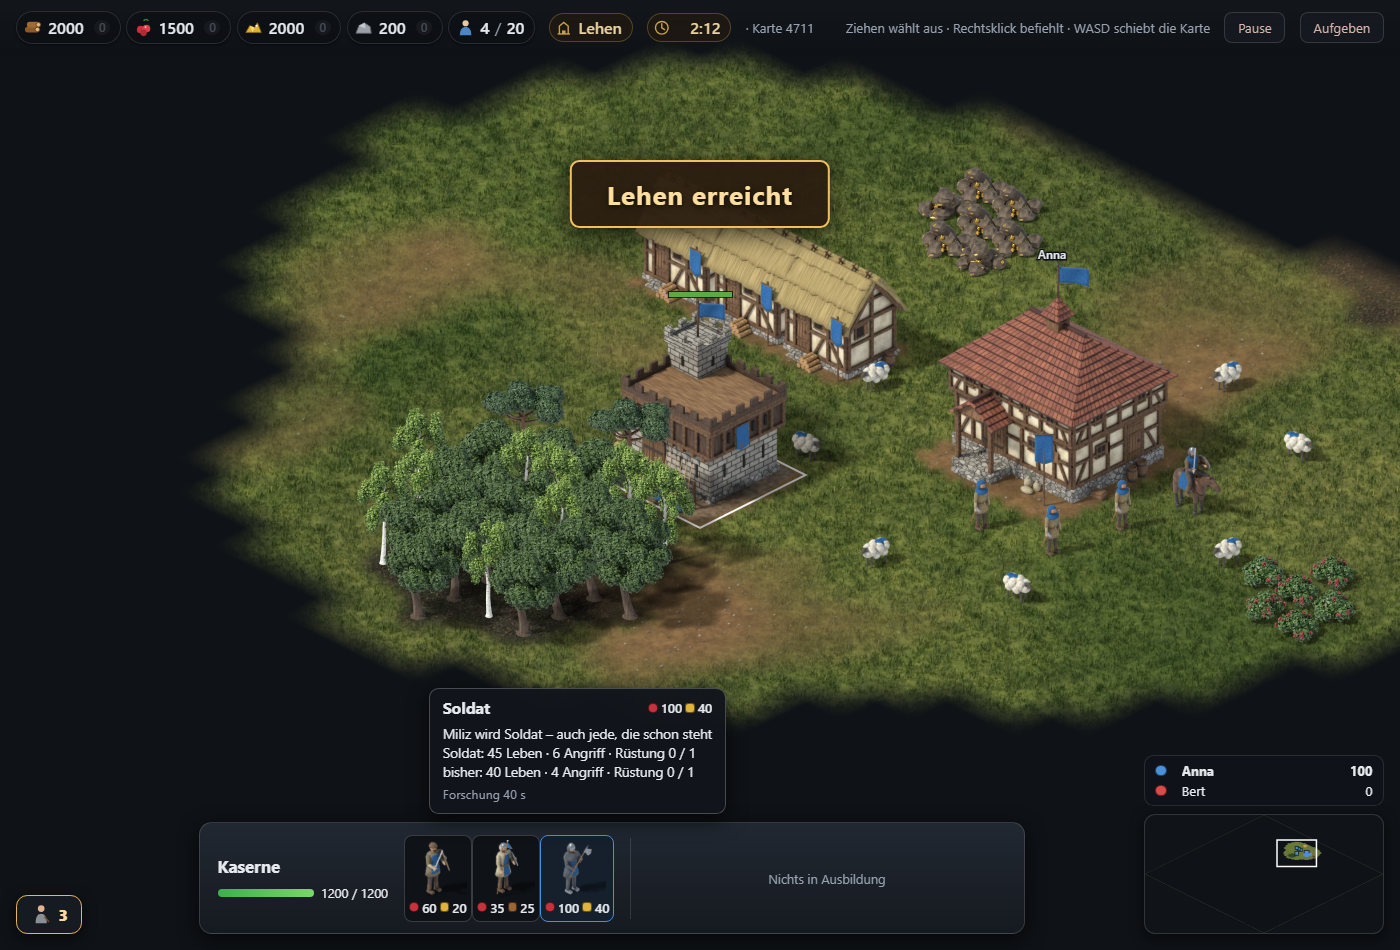 2000 0 1500 0 2000 0 200 0 4 / 20 Lehen 2:12 · Karte 4711 Ziehen wählt aus · Rechtsklick befiehlt · WASD schiebt die Karte Pause Aufgeben
Lehen erreicht
Anna
Soldat 100 40
Miliz wird Soldat – auch jede, die schon steht
Soldat: 45 Leben · 6 Angriff · Rüstung 0 / 1
bisher: 40 Leben · 4 Angriff · Rüstung 0 / 1
Forschung 40 s
Anna 100
Bert 0
Kaserne
1200 / 1200
60 20 35 25 100 40
Nichts in Ausbildung
3